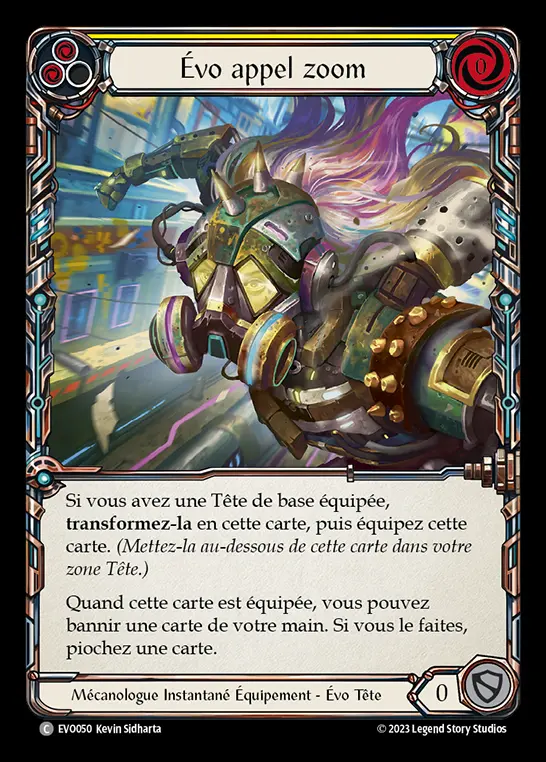 Évo appel zoom
0
Si vous avez une Tête de base équipée,
transformez-la en cette carte, puis équipez cette
carte. (Mettez-la au-dessous de cette carte dans votre
zone Tête.)
Quand cette carte est équipée, vous pouvez
bannir une carte de votre main. Si vous le faites,
piochez une carte.
Mécanologue Instantané Équipement - Évo Tête
0
C EVO050 Kevin Sidharta
© 2023 Legend Story Studios